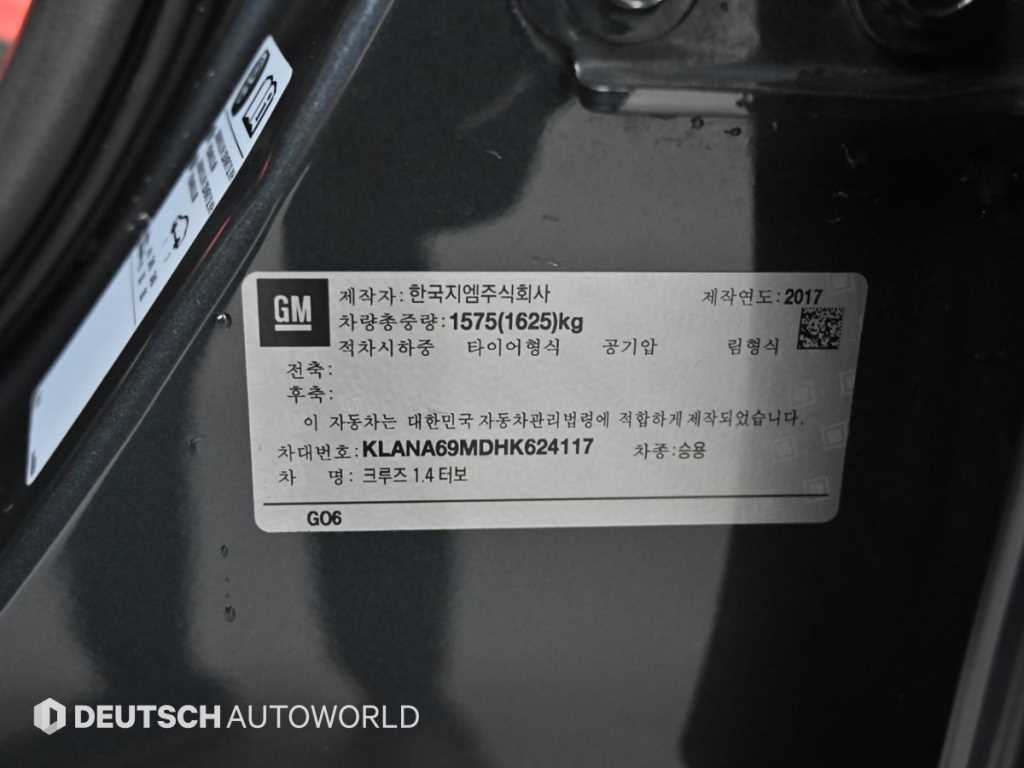 GM
제작자: 한국지엠주식회사 제작연도: 2017
차량총중량: 1575(1625)kg
적차시하중 타이어형식 공기압 림형식
전축:
후축:
이 자동차는 대한민국 자동차관리법령에 적합하게 제작되었습니다.
차대번호: KLANA69MDHK624117 차종: 승용
차 명: 크루즈 1.4 터보
G06
DEUTSCH AUTOWORLD